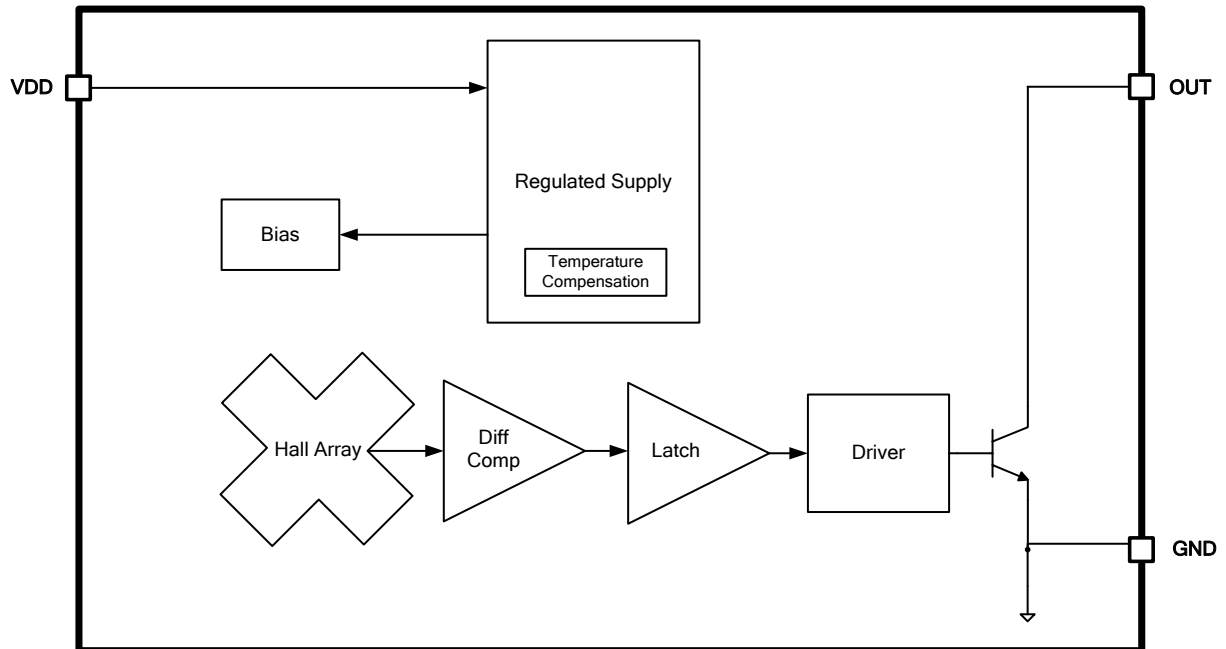 VDD
OUT
Regulated Supply
Bias
Temperature
Compensation
Hall Array
Diff
Comp
Latch
Driver
GND